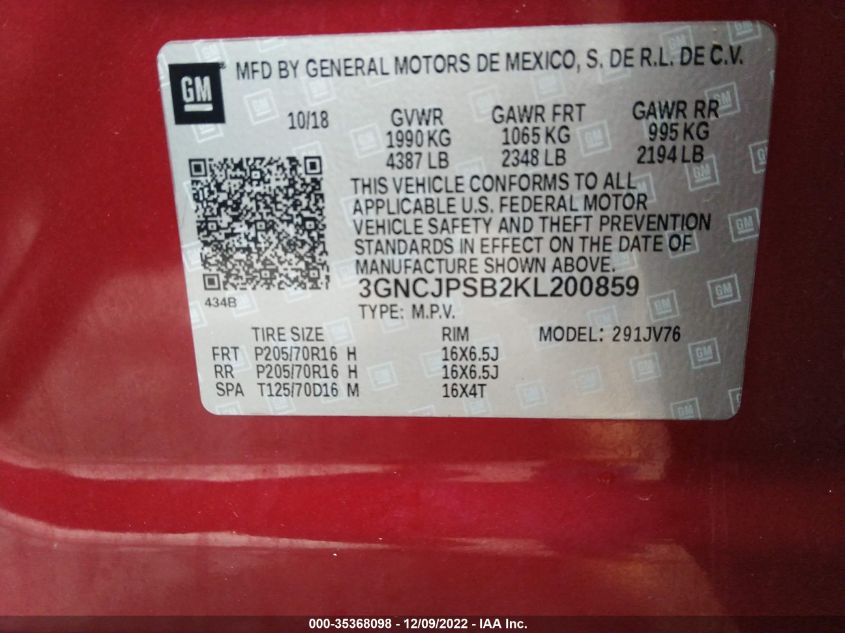 GM
MFD BY GENERAL MOTORS DE MEXICO, S. DE R.L. DE C.V.
10/18 GVWR GAWR FRT GAWR RR
1990 KG 1065 KG 995 KG
4387 LB 2348 LB 2194 LB
THIS VEHICLE CONFORMS TO ALL
APPLICABLE U.S. FEDERAL MOTOR
VEHICLE SAFETY AND THEFT PREVENTION
STANDARDS IN EFFECT ON THE DATE OF
MANUFACTURE SHOWN ABOVE.
434B
3GNCJPSB2KL200859
TYPE: M.P.V.
TIRE SIZE RIM MODEL: 291JV76
FRT P205/70R16 H 16X6.5J
RR P205/70R16 H 16X6.5J
SPA T125/70D16 M 16X4T
000-35368098 - 12/09/2022 - IAA Inc.